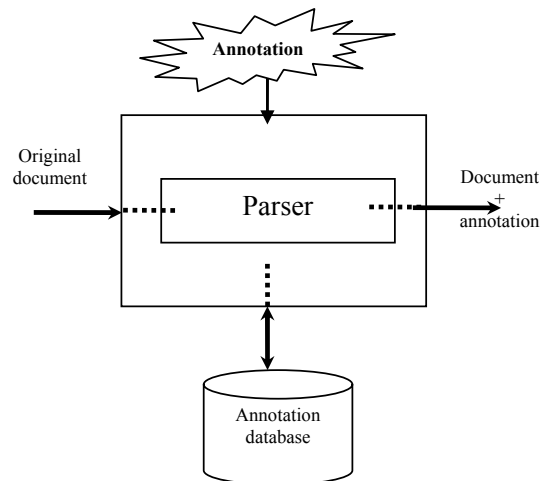 Annotation
Original
document
Parser
Document
+
annotation
Annotation
database